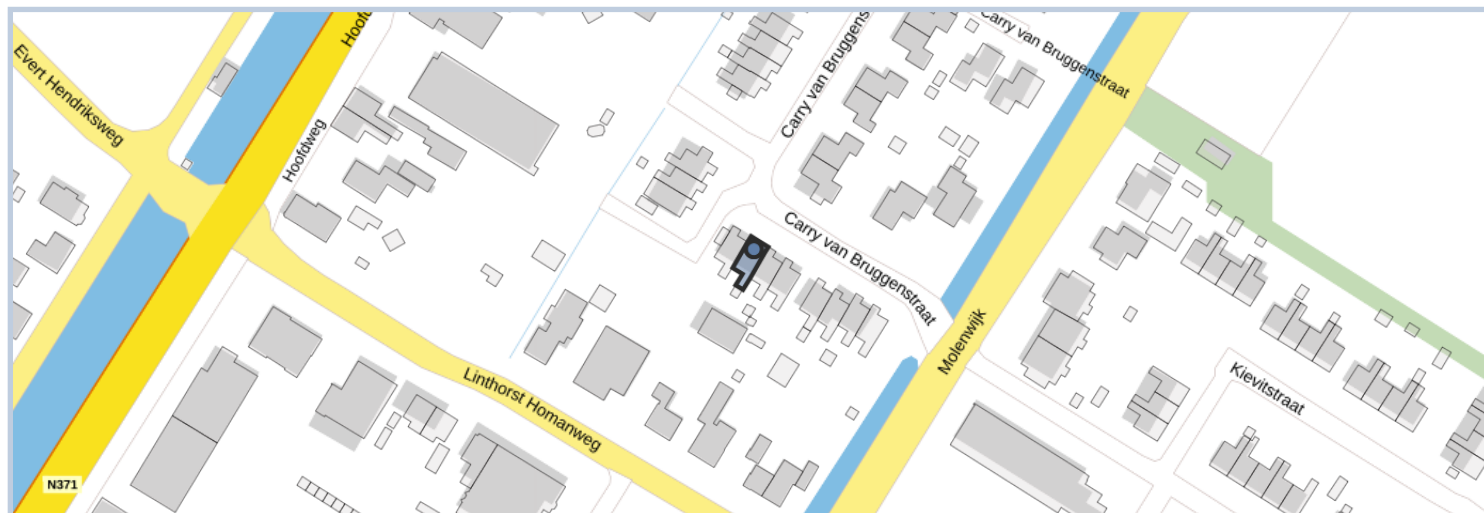 Hoofd
Evert Hendriksweg
Hoofdweg
Carry van Bruggens
Carry van Bruggenstraat
Carry van Bruggenstraat
Molenwijk
Linthorst Homanweg
Kievitstraat
N371